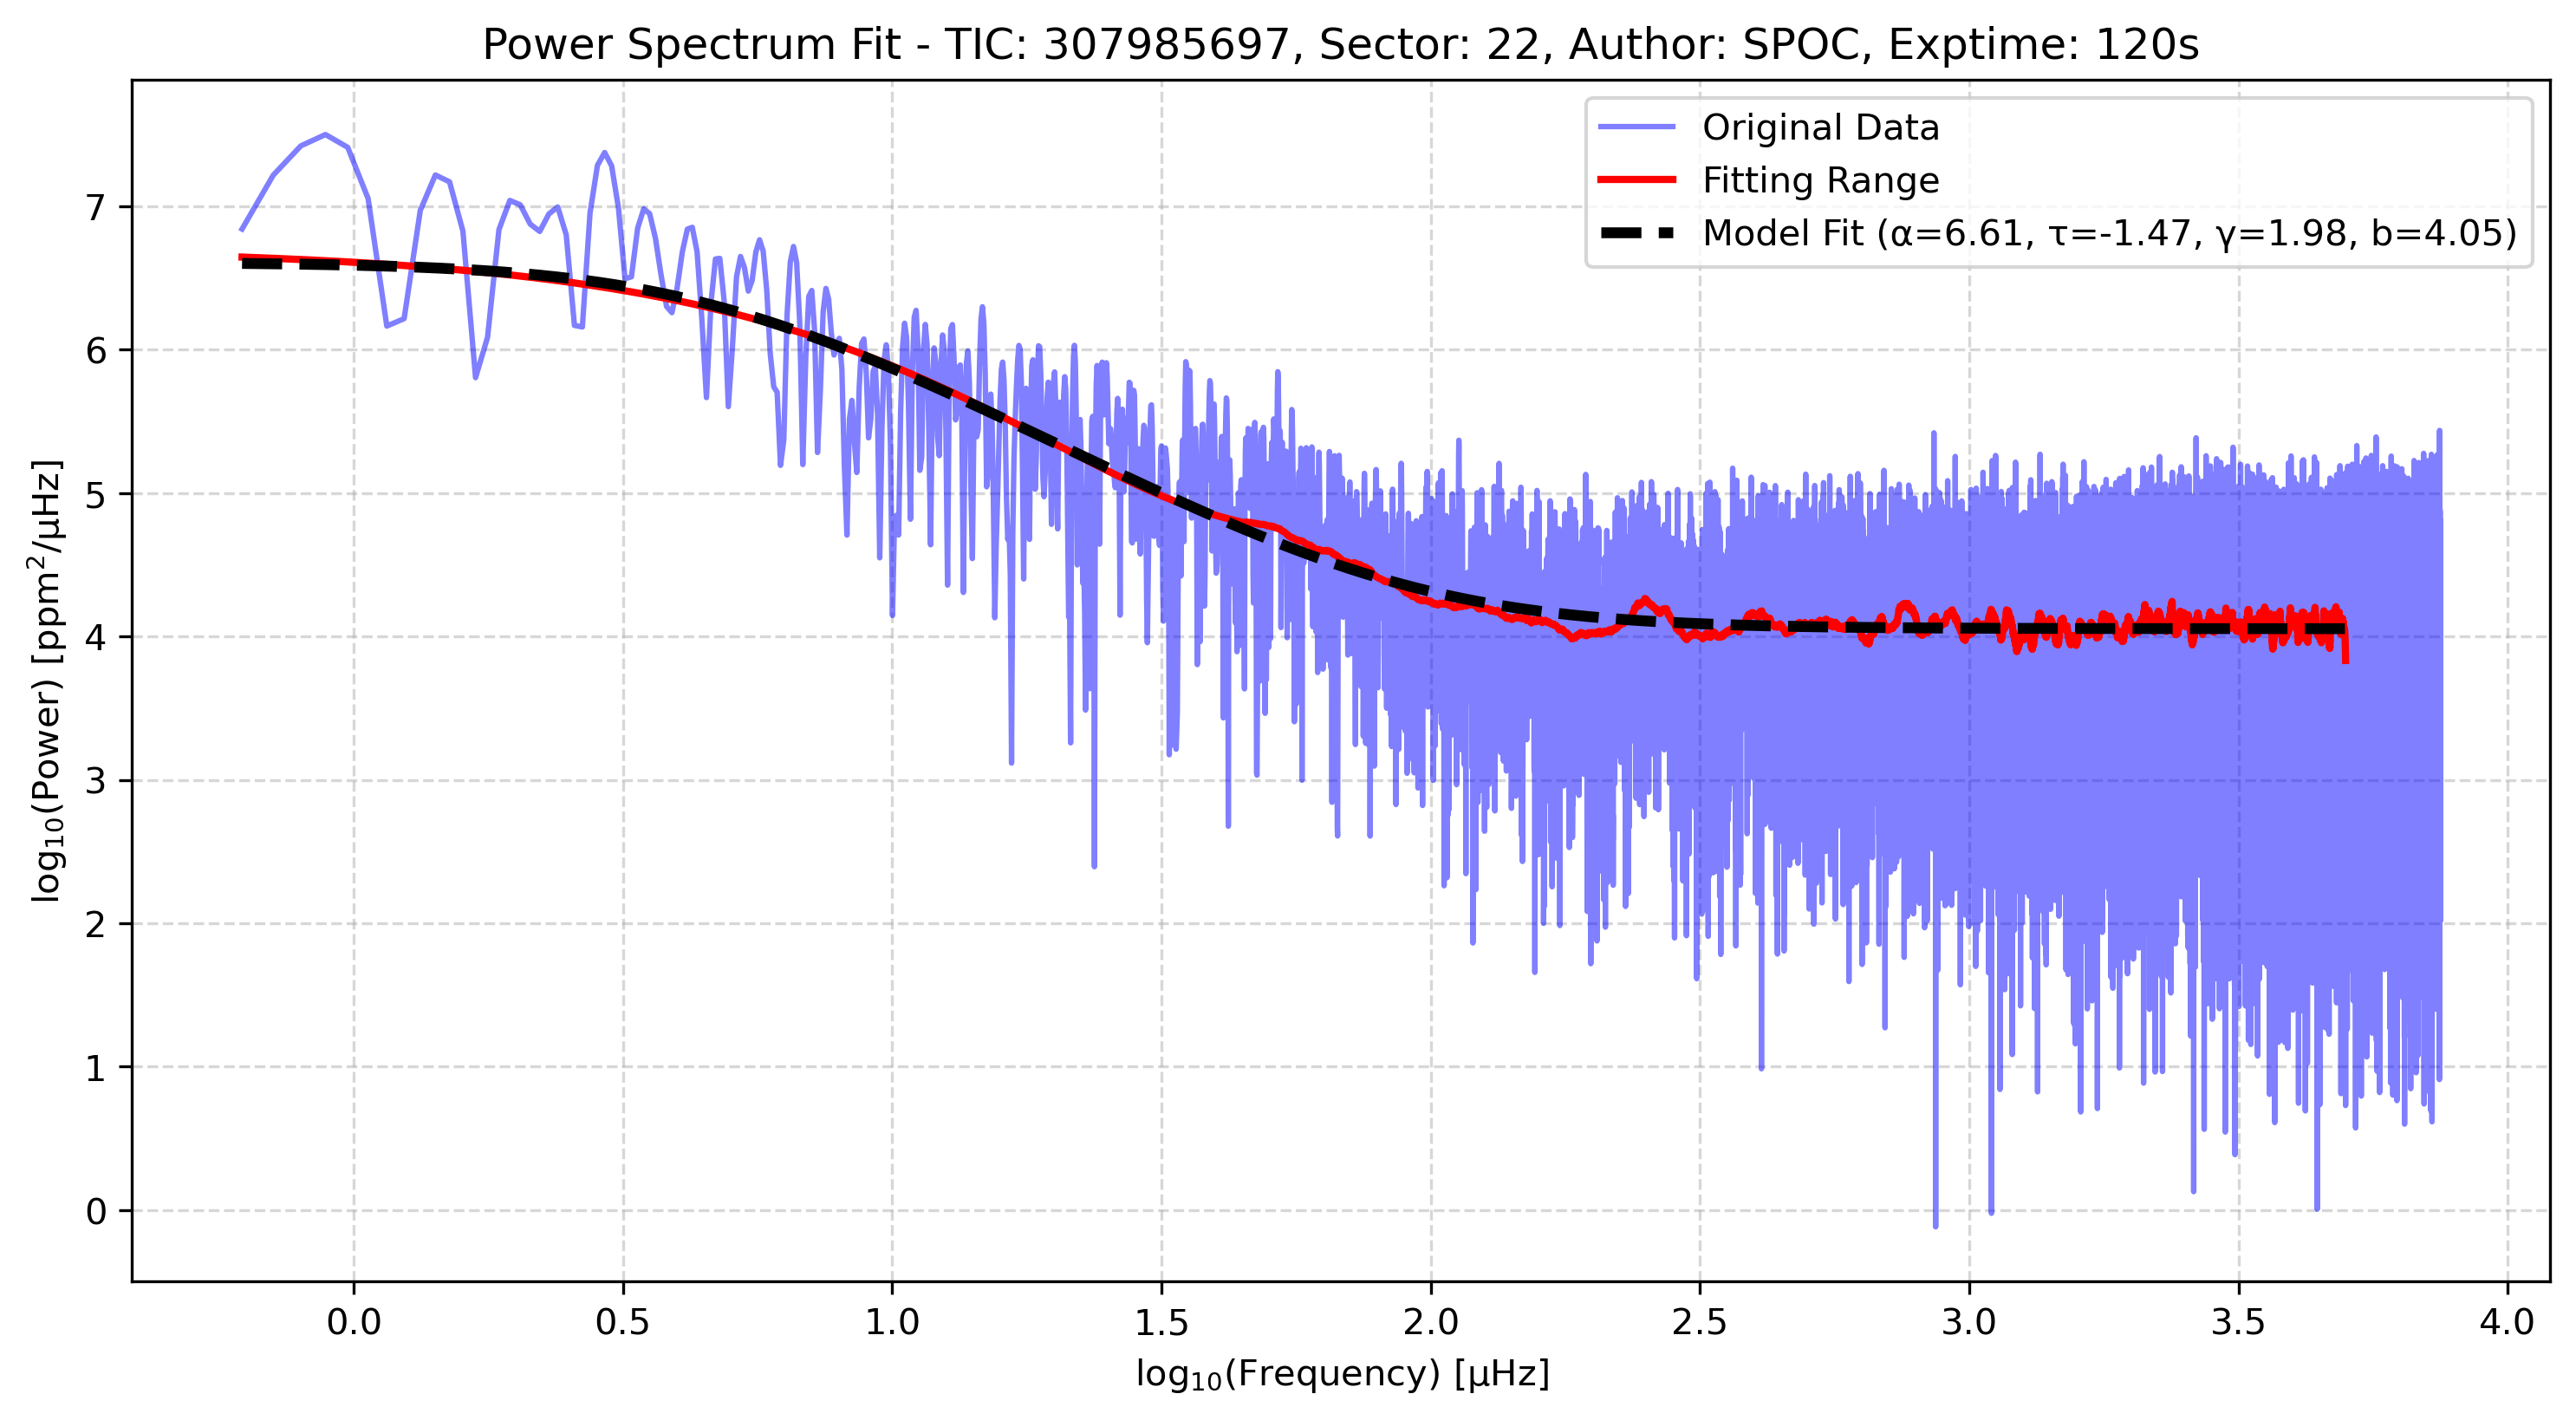 Power Spectrum Fit - TIC: 307985697, Sector: 22, Author: SPOC, Exptime: 120s
Original Data
Fitting Range
Model Fit (α=6.61, τ=-1.47, γ=1.98, b=4.05)
log₁₀(Power) [ppm²/μHz]
7
6
5
4
3
2
1
0
0.0 0.5 1.0 1.5 2.0 2.5 3.0 3.5 4.0
log₁₀(Frequency) [μHz]